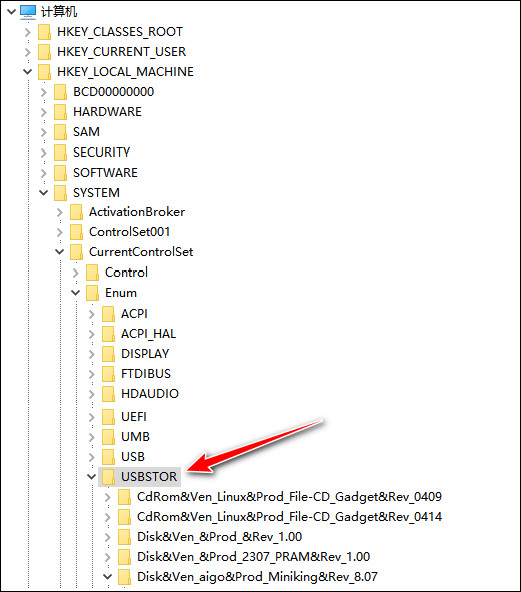 计算机
HKEY_CLASSES_ROOT
HKEY_CURRENT_USER
HKEY_LOCAL_MACHINE
BCD00000000
HARDWARE
SAM
SECURITY
SOFTWARE
SYSTEM
ActivationBroker
ControlSet001
CurrentControlSet
Control
Enum
ACPI
ACPI_HAL
DISPLAY
FTDIBUS
HDAUDIO
UEFI
UMB
USB
USBSTOR
CdRom&Ven_Linux&Prod_File-CD_Gadget&Rev_0409
CdRom&Ven_Linux&Prod_File-CD_Gadget&Rev_0414
Disk&Ven_&Prod_&Rev_1.00
Disk&Ven_&Prod_2307_PRAM&Rev_1.00
Disk&Ven_aigo&Prod_Miniking&Rev_8.07